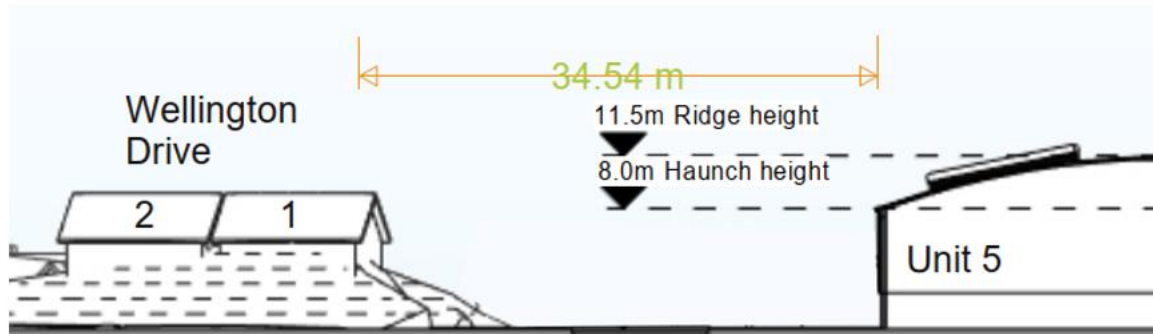 34.54 m
11.5m Ridge height
Wellington
Drive
8.0m Haunch height
2
1
Unit 5